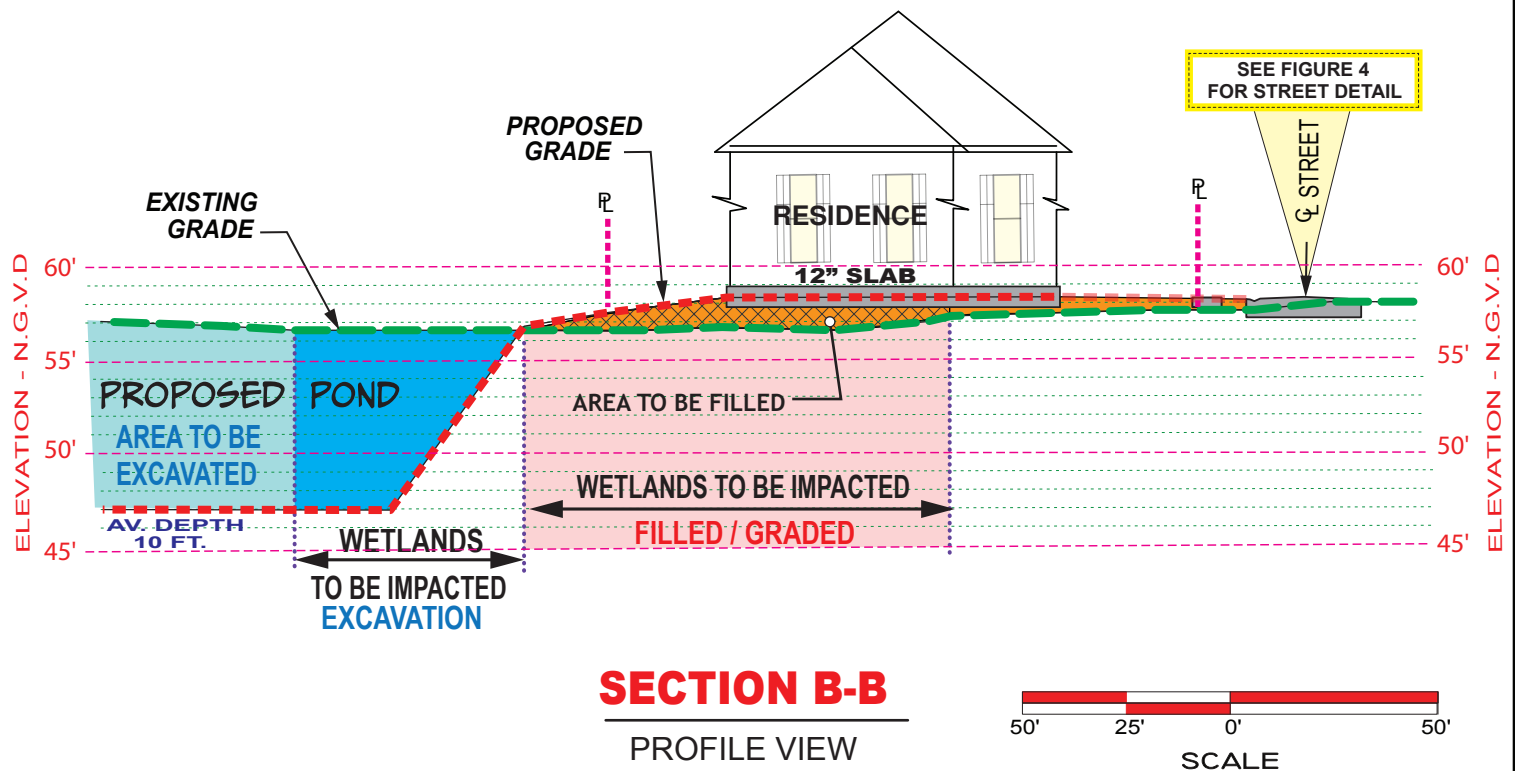 SEE FIGURE 4
FOR STREET DETAIL
PROPOSED
GRADE
EXISTING
GRADE
℄ STREET
RESIDENCE
12” SLAB
ELEVATION - N.G.V.D
60'
55'
50'
45'
PROPOSED POND
AREA TO BE
EXCAVATED
AV. DEPTH
10 FT.
AREA TO BE FILLED
WETLANDS
TO BE IMPACTED
EXCAVATION
WETLANDS TO BE IMPACTED
FILLED / GRADED
PL
PL
60'
55'
50'
45'
ELEVATION - N.G.V.D
SECTION B-B
PROFILE VIEW
50' 25' 0' 50'
SCALE